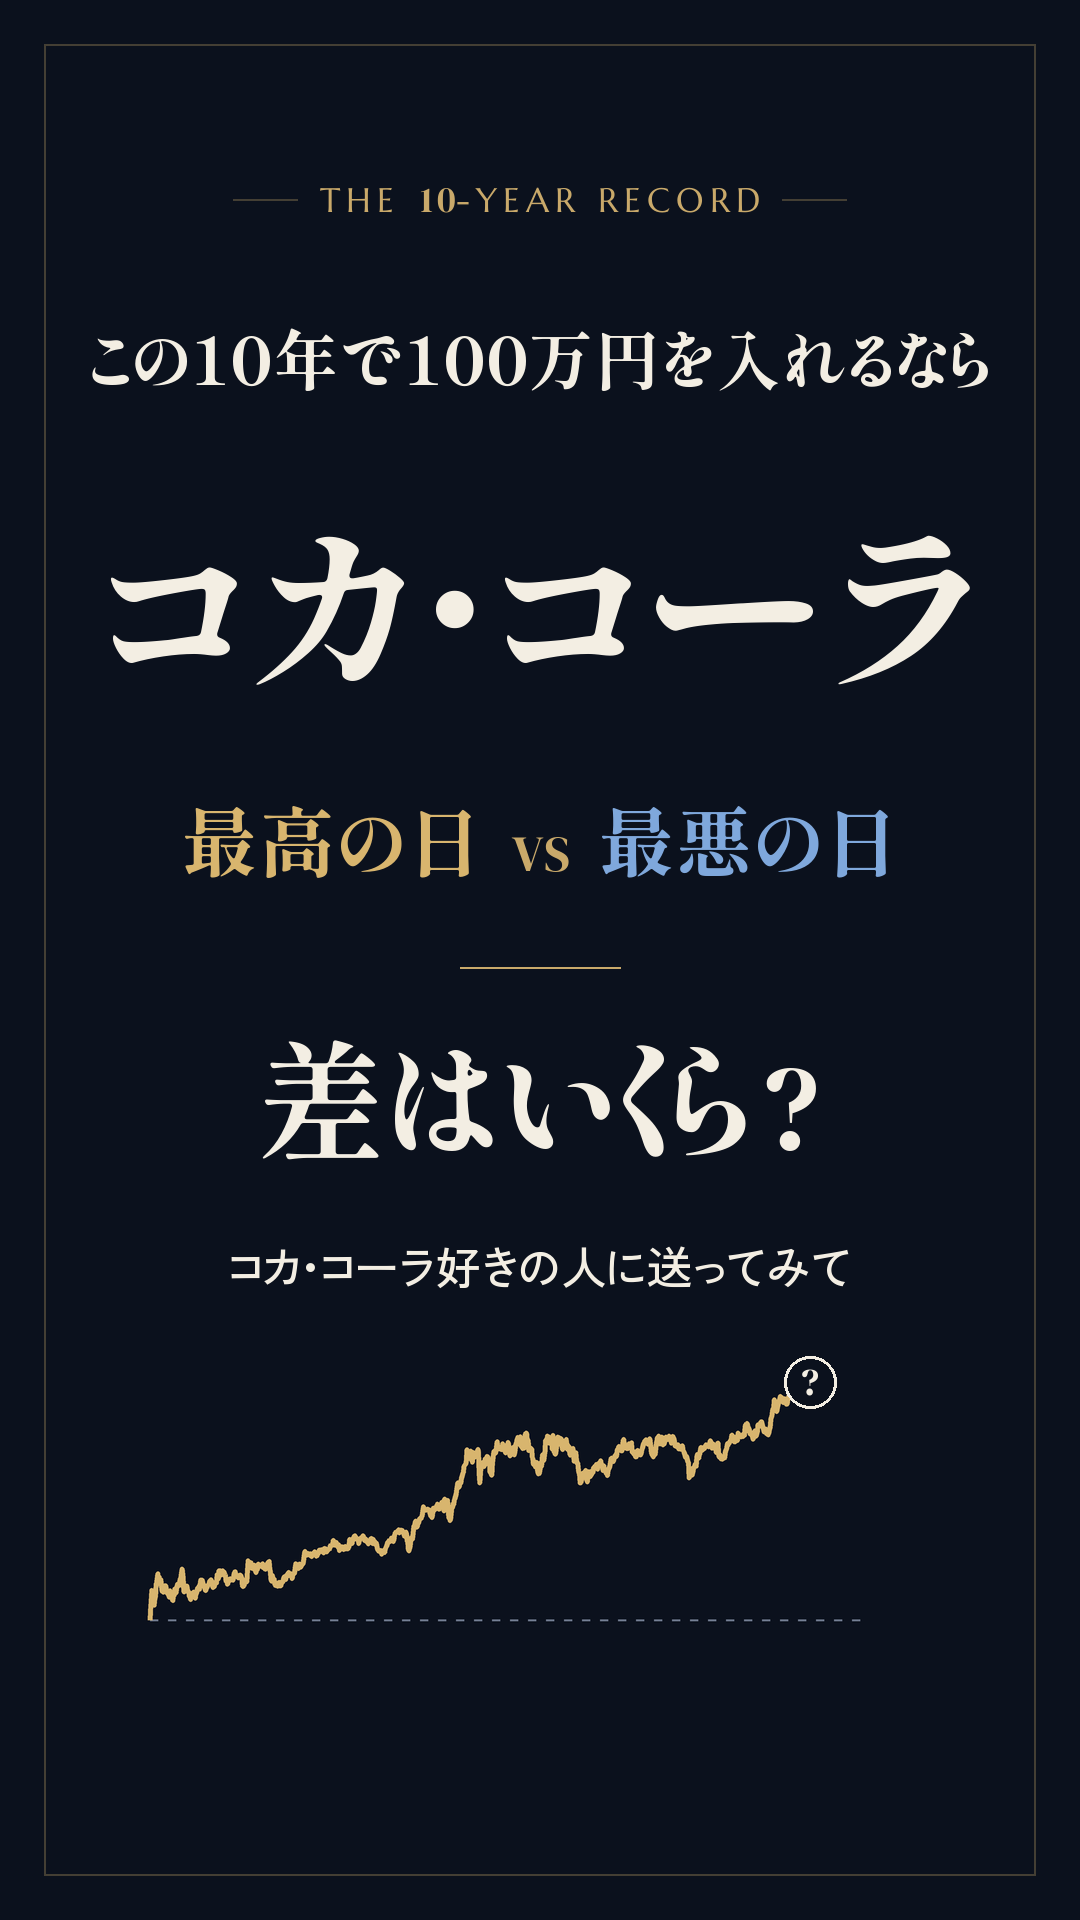 THE 10-YEAR RECORD
この10年で100万円を入れるなら
コカ・コーラ
最高の日 vs 最悪の日
差はいくら?
コカ・コーラ好きの人に送ってみて
?